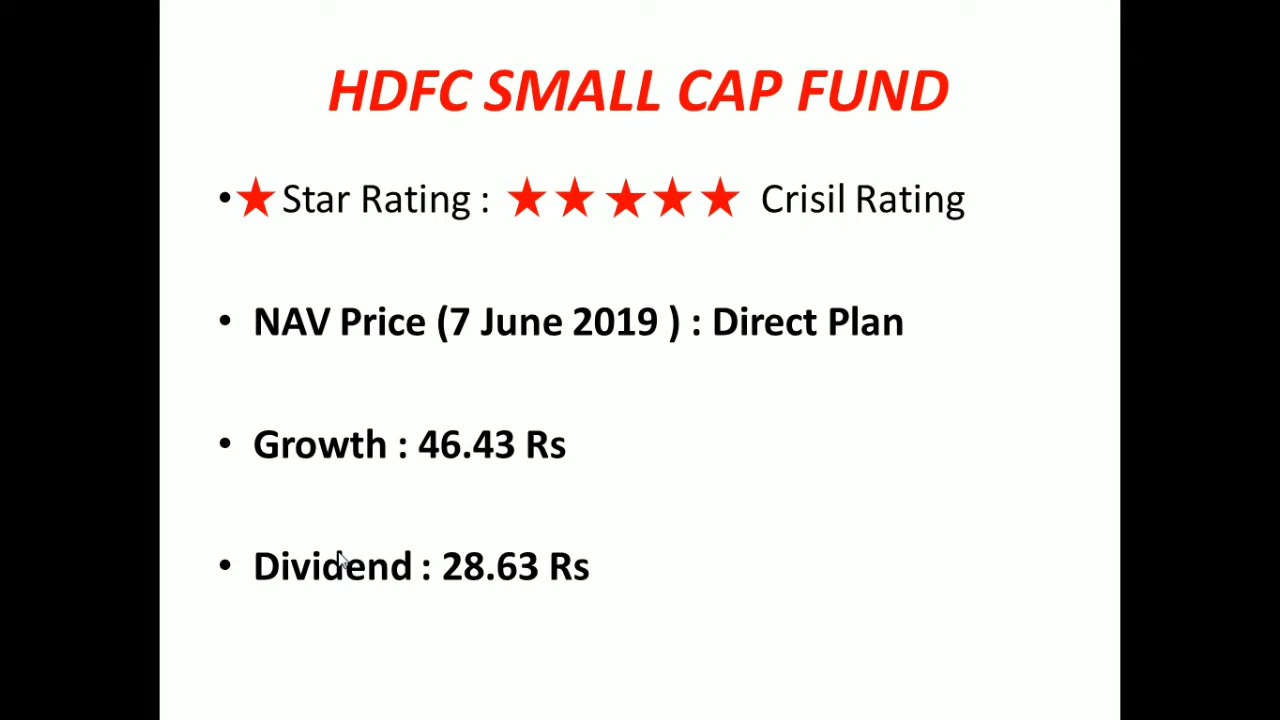 HDFC SMALL CAP FUND
•★ Star Rating : ★★★★★ Crisil Rating
• NAV Price (7 June 2019 ) : Direct Plan
• Growth : 46.43 Rs
• Dividend : 28.63 Rs